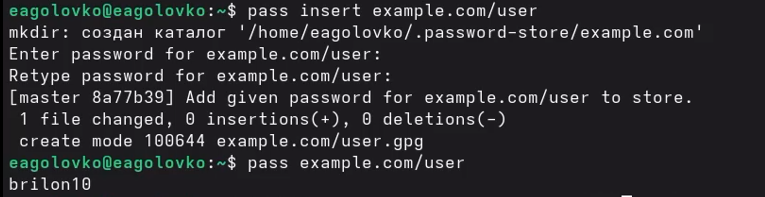 eagolovko@eagolovko:~$ pass insert example.com/user
mkdir: создан каталог '/home/eagolovko/.password-store/example.com'
Enter password for example.com/user:
Retype password for example.com/user:
[master 8a77b39] Add given password for example.com/user to store.
 1 file changed, 0 insertions(+), 0 deletions(-)
 create mode 100644 example.com/user.gpg
eagolovko@eagolovko:~$ pass example.com/user
brilon10